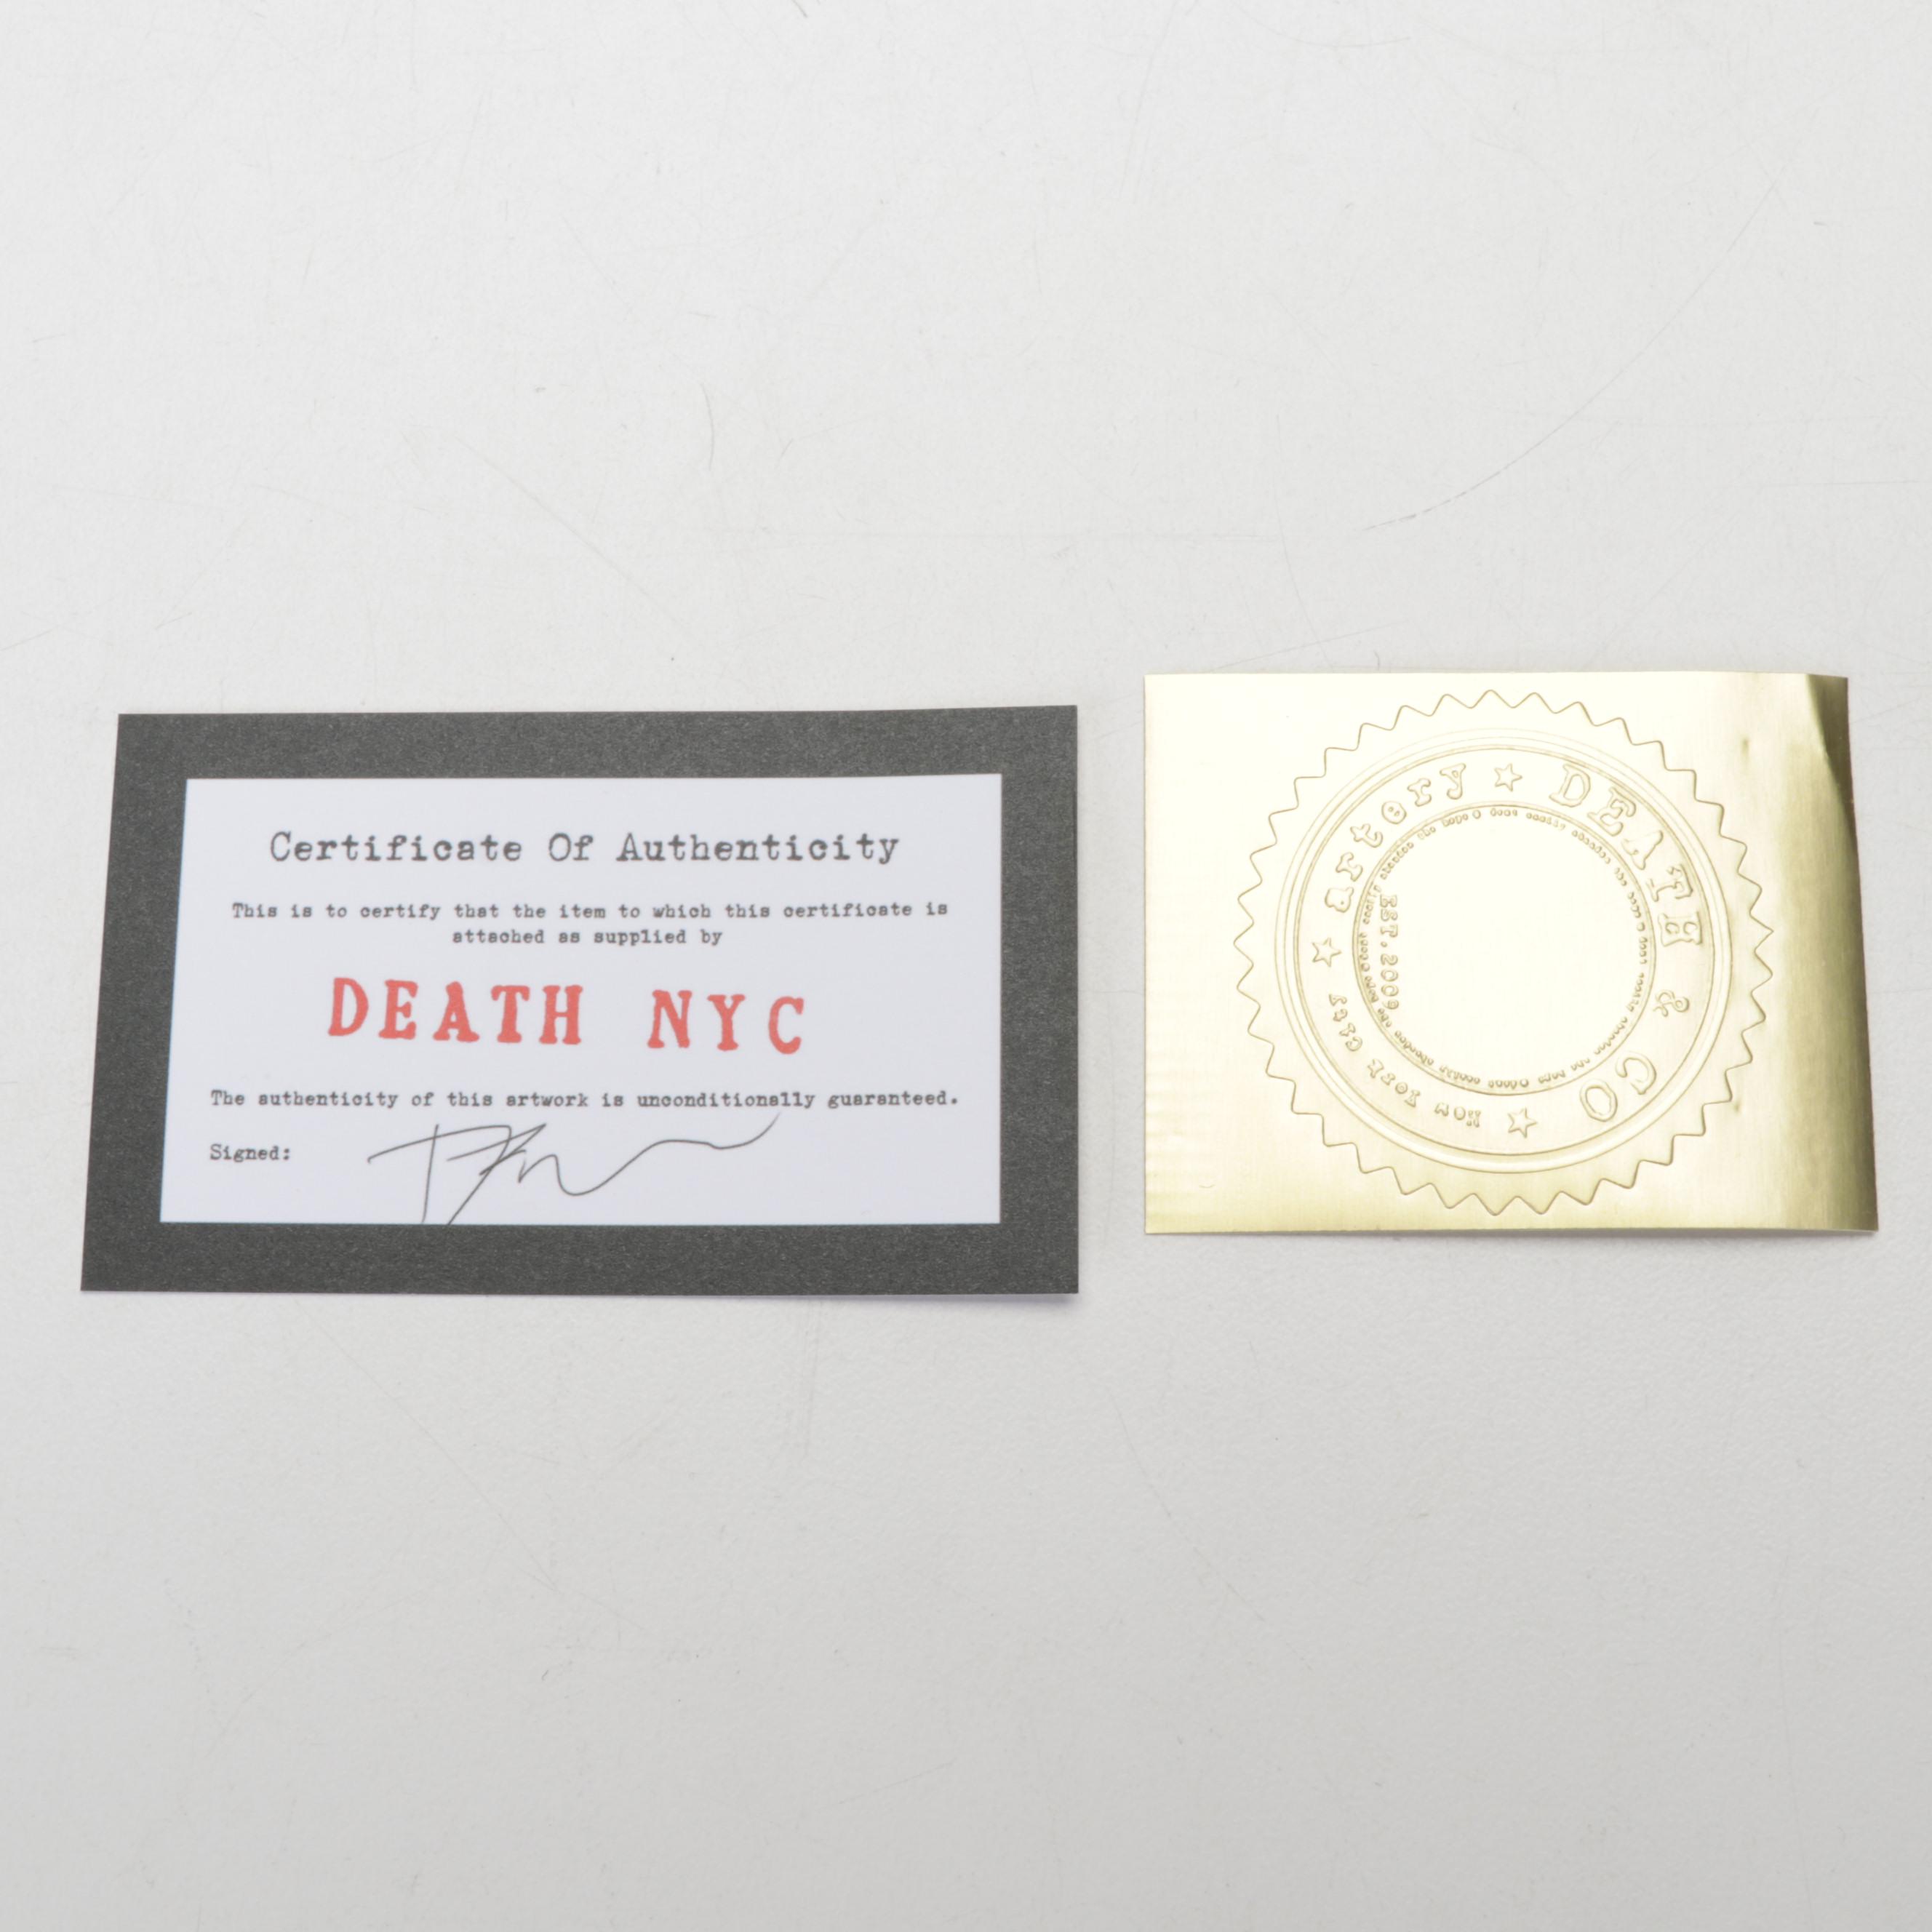 Certificate Of Authenticity
This is to certify that the item to which this certificate is
attached as supplied by
DEATH NYC
The authenticity of this artwork is unconditionally guaranteed.
Signed:
artery ☆ DEATH & CO ☆ New York City ☆
EST.2009